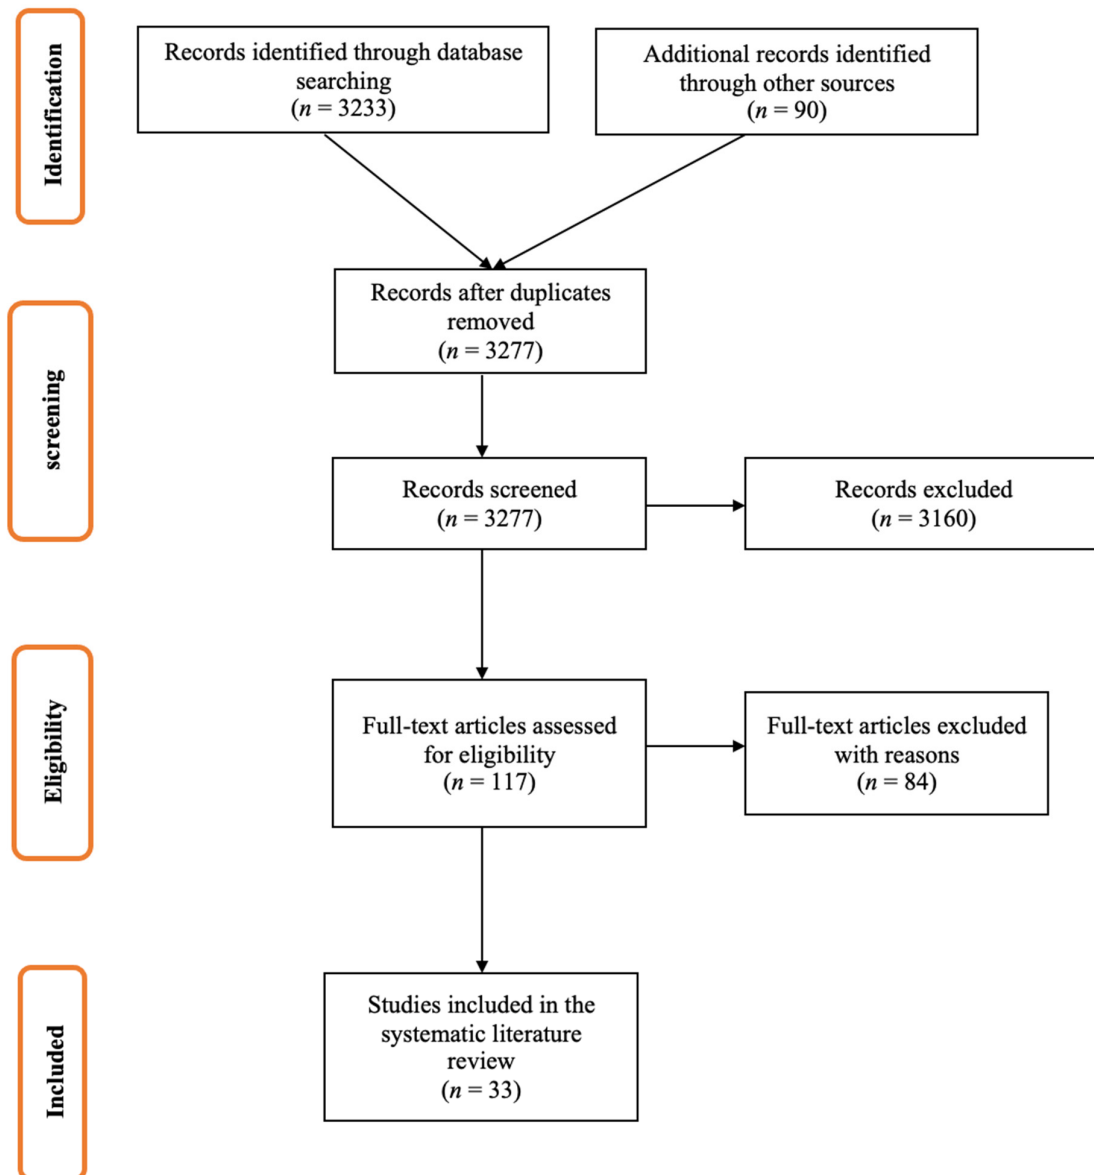 Identification
Records identified through database
searching
(n = 3233)
Additional records identified
through other sources
(n = 90)
screening
Records after duplicates
removed
(n = 3277)
Records screened
(n = 3277)
Records excluded
(n = 3160)
Eligibility
Full-text articles assessed
for eligibility
(n = 117)
Full-text articles excluded
with reasons
(n = 84)
Included
Studies included in the
systematic literature
review
(n = 33)